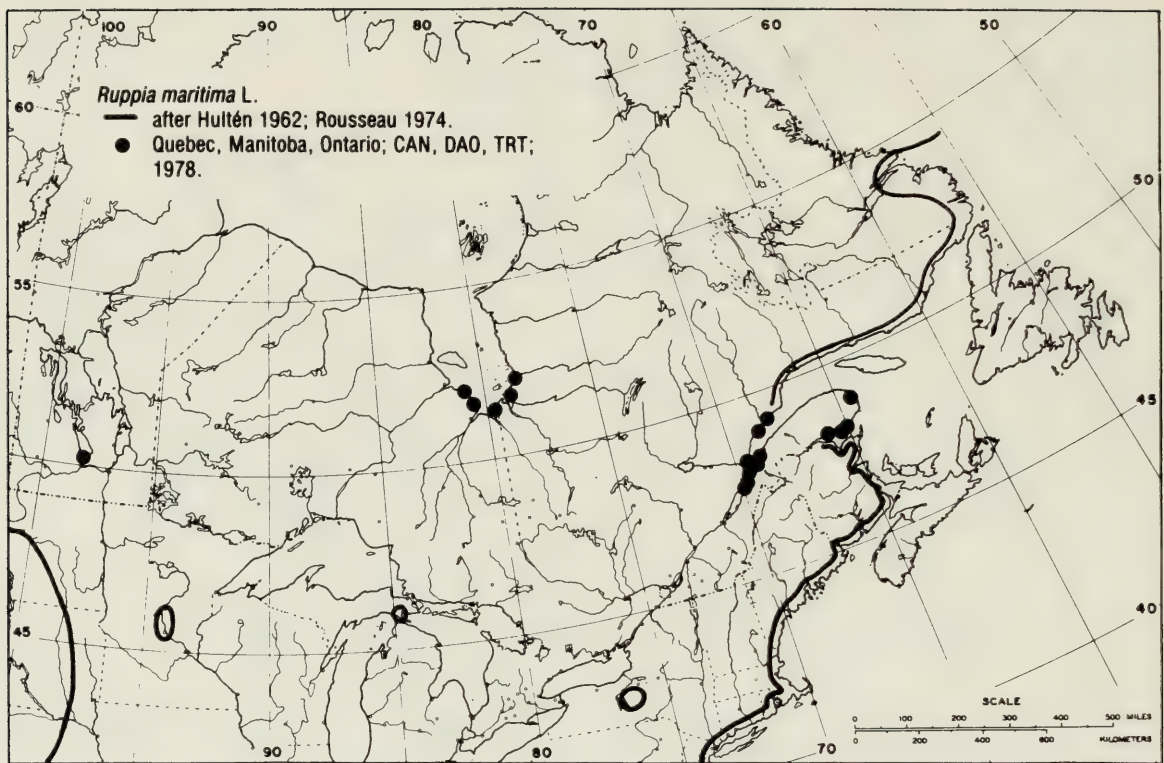 100 90 80 70 60 50
Ruppia maritima L.
60
after Hultén 1962; Rousseau 1974.
Quebec, Manitoba, Ontario; CAN, DAO, TRT;
1978.
50
55
45
40
45
SCALE
0 100 200 300 400 500 MILES
0 200 400 600 KILOMETERS
90 80 70